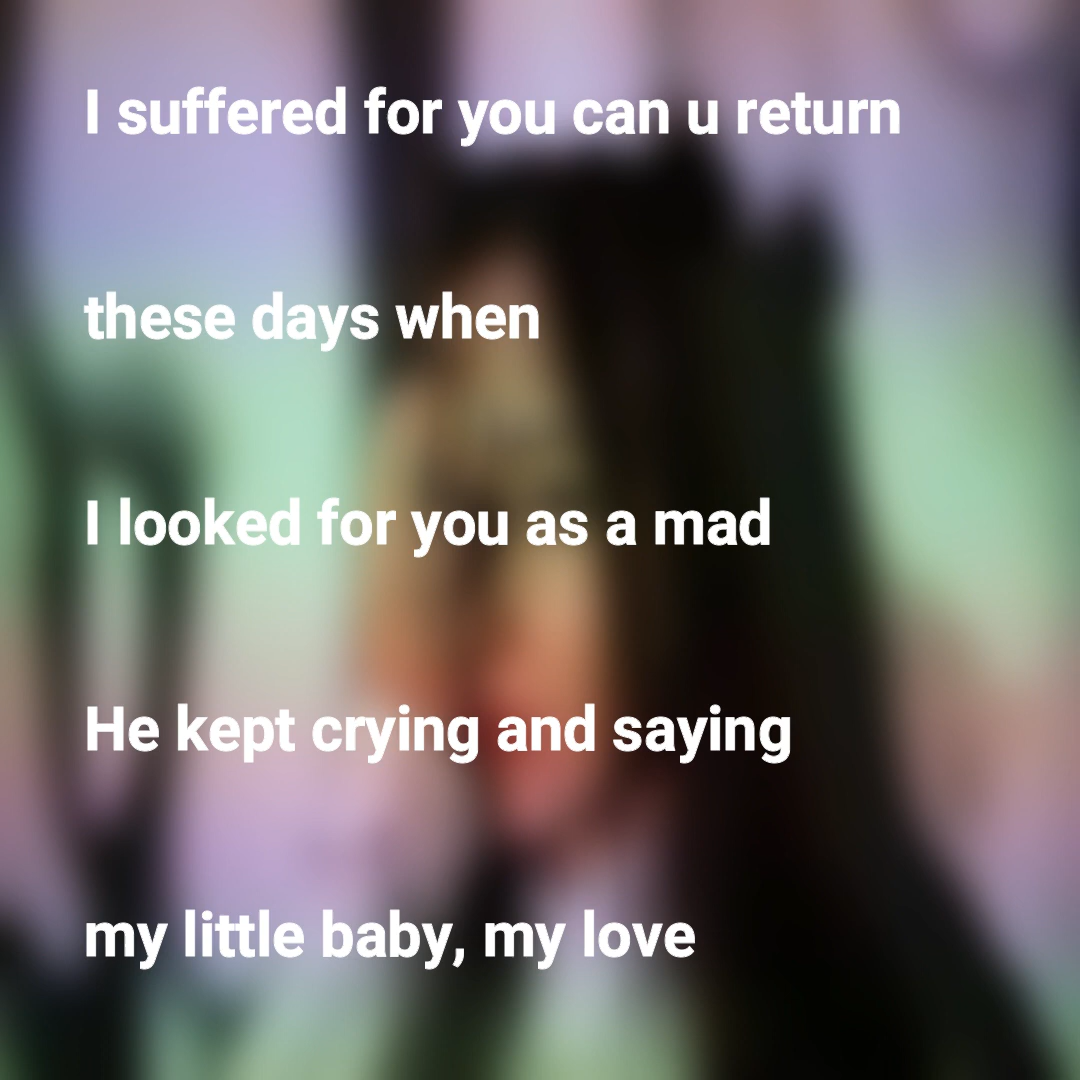 I suffered for you can u return
these days when
I looked for you as a mad
He kept crying and saying
my little baby, my love